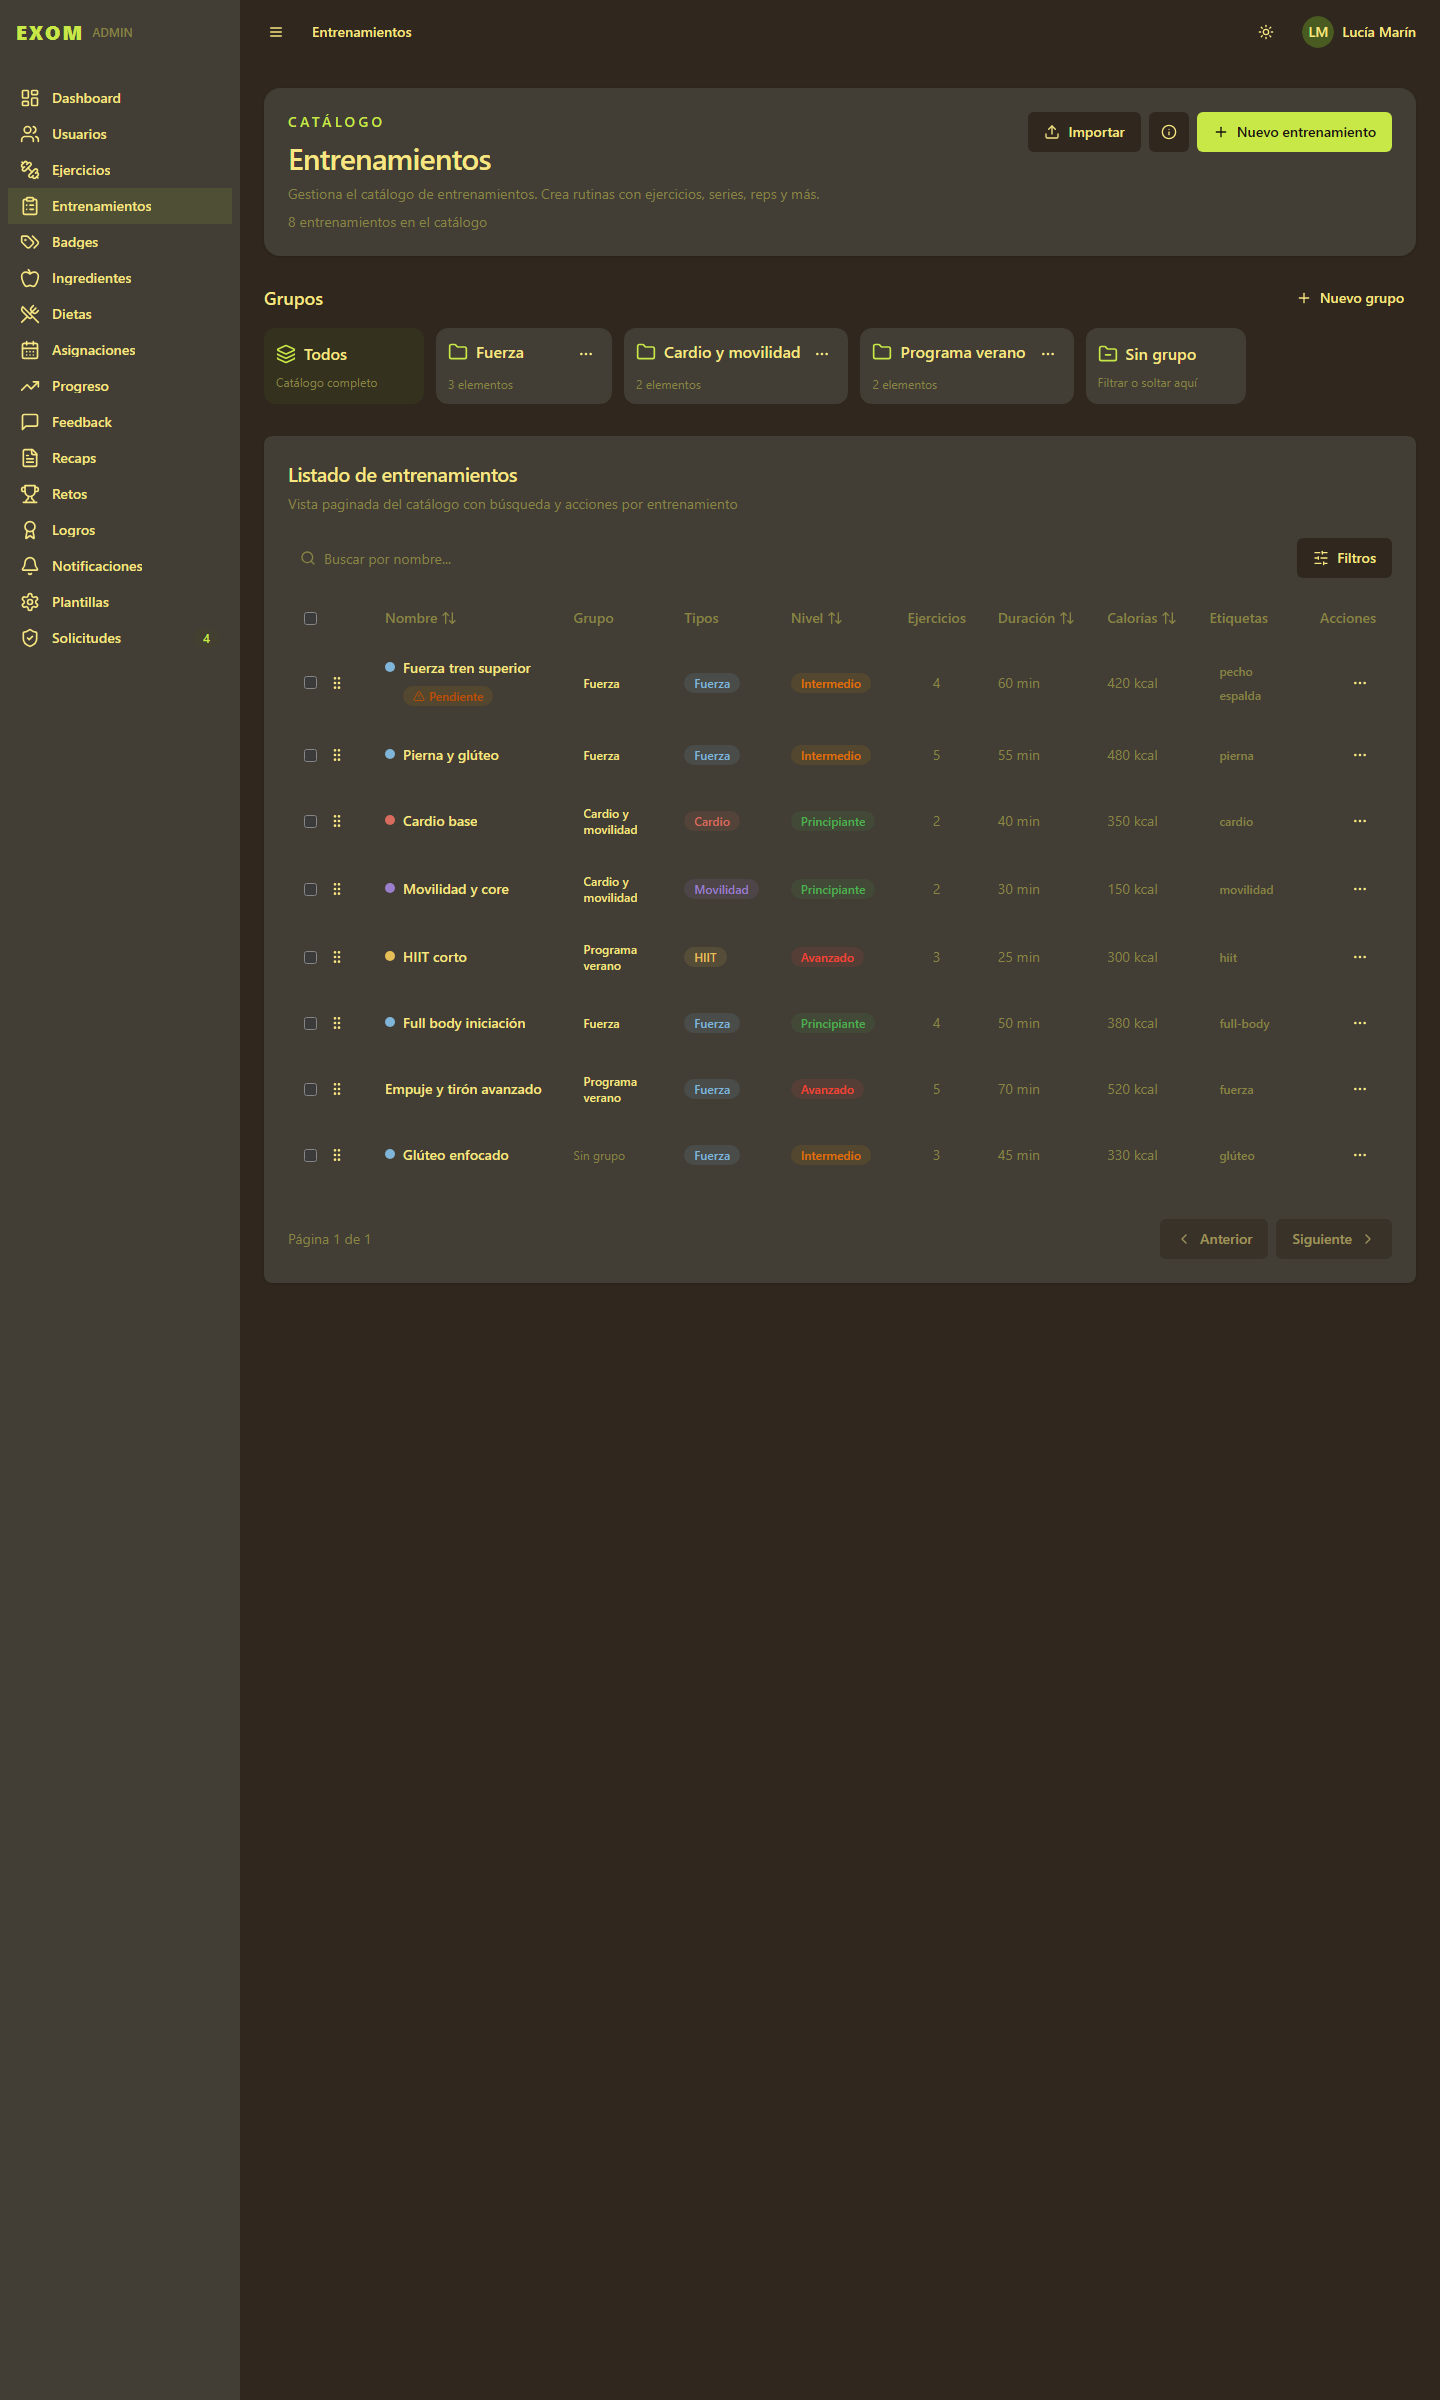 EXOM ADMIN
Dashboard
Usuarios
Ejercicios
Entrenamientos
Badges
Ingredientes
Dietas
Asignaciones
Progreso
Feedback
Recaps
Retos
Logros
Notificaciones
Plantillas
Solicitudes 4
Entrenamientos
LM Lucía Marín
CATÁLOGO
Entrenamientos
Gestiona el catálogo de entrenamientos. Crea rutinas con ejercicios, series, reps y más.
8 entrenamientos en el catálogo
Importar
Nuevo entrenamiento
Grupos
Nuevo grupo
Todos
Catálogo completo
Fuerza
3 elementos
Cardio y movilidad
2 elementos
Programa verano
2 elementos
Sin grupo
Filtrar o soltar aquí
Listado de entrenamientos
Vista paginada del catálogo con búsqueda y acciones por entrenamiento
Buscar por nombre...
Filtros
Nombre Grupo Tipos Nivel Ejercicios Duración Calorías Etiquetas Acciones
Fuerza tren superior
Pendiente
Fuerza Fuerza Intermedio 4 60 min 420 kcal
pecho
espalda
Pierna y glúteo Fuerza Fuerza Intermedio 5 55 min 480 kcal pierna
Cardio base
Cardio y
movilidad
Cardio Principiante 2 40 min 350 kcal cardio
Movilidad y core
Cardio y
movilidad
Movilidad Principiante 2 30 min 150 kcal movilidad
HIIT corto
Programa
verano
HIIT Avanzado 3 25 min 300 kcal hiit
Full body iniciación Fuerza Fuerza Principiante 4 50 min 380 kcal full-body
Empuje y tirón avanzado
Programa
verano
Fuerza Avanzado 5 70 min 520 kcal fuerza
Glúteo enfocado Sin grupo Fuerza Intermedio 3 45 min 330 kcal glúteo
Página 1 de 1
Anterior
Siguiente